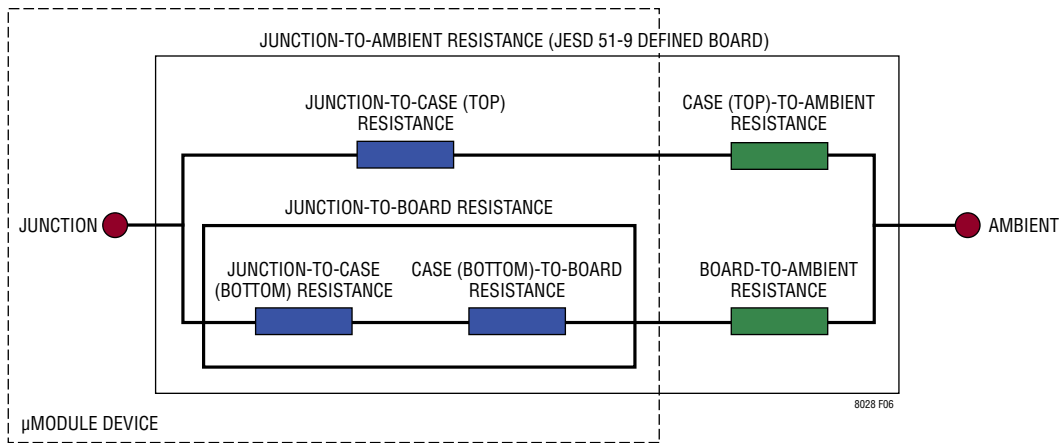 JUNCTION-TO-AMBIENT RESISTANCE (JESD 51-9 DEFINED BOARD)
JUNCTION-TO-CASE (TOP)
RESISTANCE
CASE (TOP)-TO-AMBIENT
RESISTANCE
JUNCTION-TO-BOARD RESISTANCE
JUNCTION
AMBIENT
JUNCTION-TO-CASE
(BOTTOM) RESISTANCE
CASE (BOTTOM)-TO-BOARD
RESISTANCE
BOARD-TO-AMBIENT
RESISTANCE
8028 F06
µMODULE DEVICE